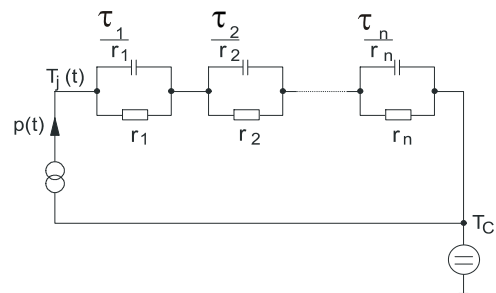 τ1/r1 τ2/r2 τn/rn
Tj (t)
p(t)
r1 r2 rn
TC